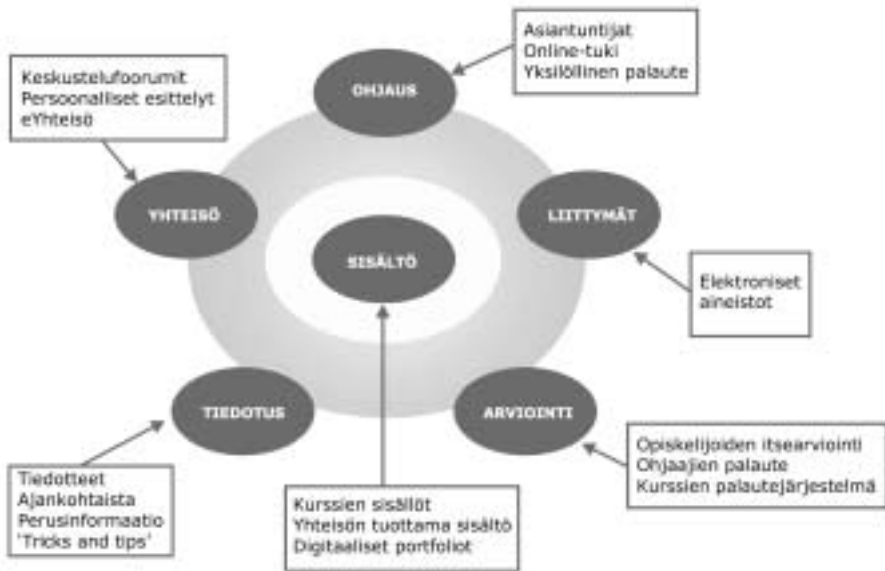 Asiantuntijat
Online-tuki
Yksilöllinen palaute
Keskustelufoorumit
Persoonalliset esittelyt
eYhteisö
OHJAUS
YHTEISÖ
LIITTYMÄT
SISÄLTÖ
Elektroniset
aineistot
TIEDOTUS
ARVIOINTI
Opiskelijoiden itsearviointi
Ohjaajien palaute
Kurssien palautejärjestelmä
Tiedotteet
Ajankohtaista
Perusinformaatio
'Tricks and tips'
Kurssien sisällöt
Yhteisön tuottama sisältö
Digitaaliset portfoliot